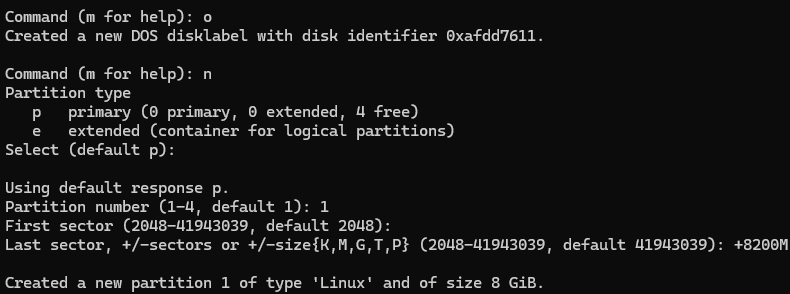 Command (m for help): o
Created a new DOS disklabel with disk identifier 0xafdd7611.
Command (m for help): n
Partition type
p primary (0 primary, 0 extended, 4 free)
e extended (container for logical partitions)
Select (default p):
Using default response p.
Partition number (1-4, default 1): 1
First sector (2048-41943039, default 2048):
Last sector, +/-sectors or +/-size{K,M,G,T,P} (2048-41943039, default 41943039): +8200M
Created a new partition 1 of type 'Linux' and of size 8 GiB.